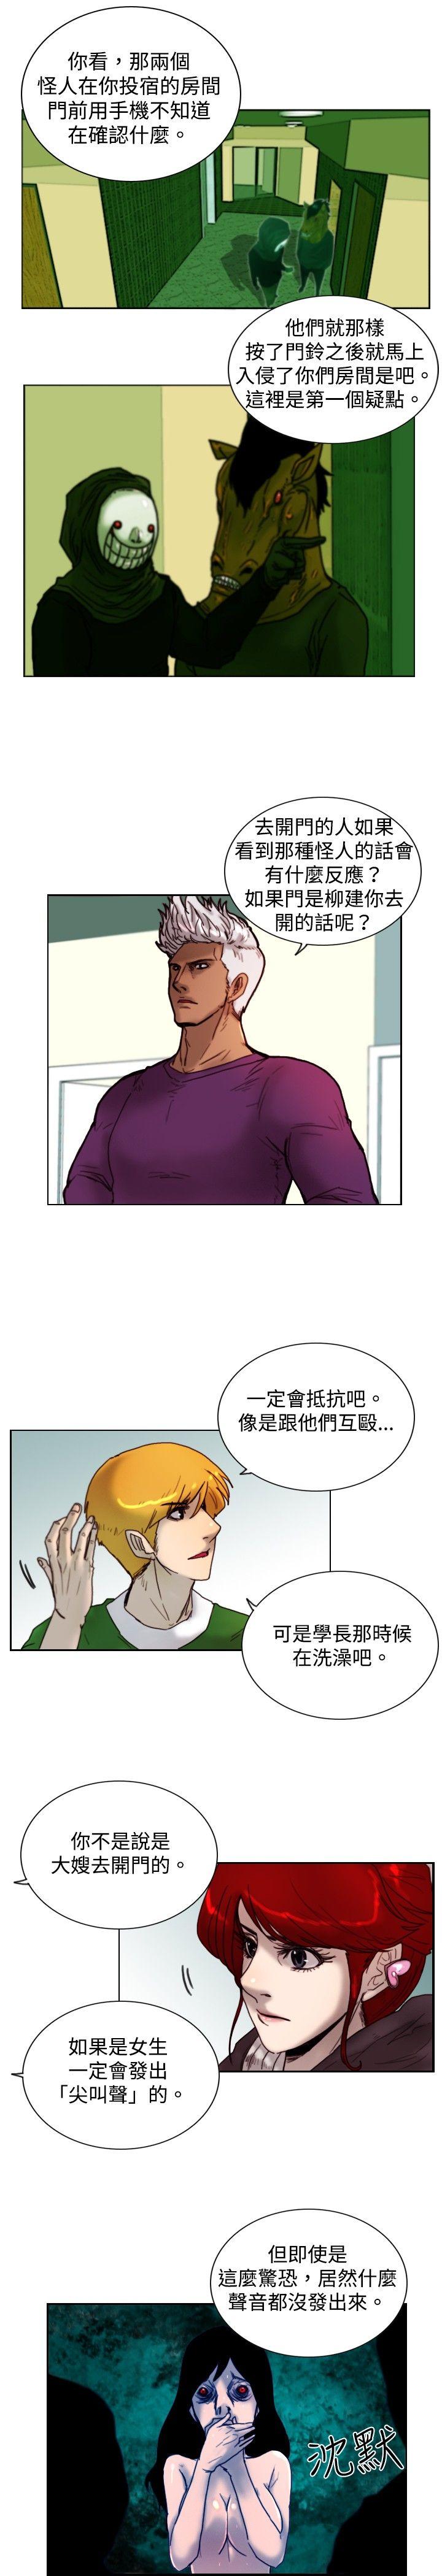 你看，那兩個
怪人在你投宿的房間
門前用手機不知道
在確認什麼。
他們就那樣
按了門鈴之後就馬上
入侵了你們房間是吧。
這裡是第一個疑點。
去開門的人如果
看到那種怪人的話會
有什麼反應？
如果門是柳建你去
開的話呢？
一定會抵抗吧。
像是跟他們互毆...
可是學長那時候
在洗澡吧。
你不是說是
大嫂去開門的。
如果是女生
一定會發出
「尖叫聲」的。
但即使是
這麼驚恐，居然什麼
聲音都沒發出來。
沈默